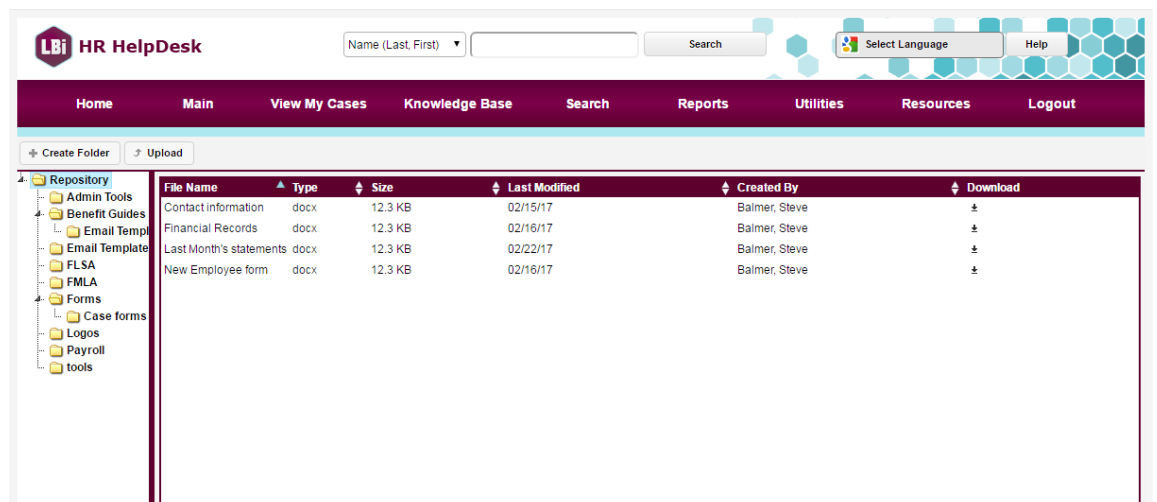 LBi HR HelpDesk Name (Last, First) Search Select Language Help
Home Main View My Cases Knowledge Base Search Reports Utilities Resources Logout
Create Folder Upload
Repository
Admin Tools
Benefit Guides
Email Templ
Email Template
FLSA
FMLA
Forms
Case forms
Logos
Payroll
tools
File Name Type Size Last Modified Created By Download
Contact information docx 12.3 KB 02/15/17 Balmer, Steve
Financial Records docx 12.3 KB 02/16/17 Balmer, Steve
Last Month's statements docx 12.3 KB 02/22/17 Balmer, Steve
New Employee form docx 12.3 KB 02/16/17 Balmer, Steve